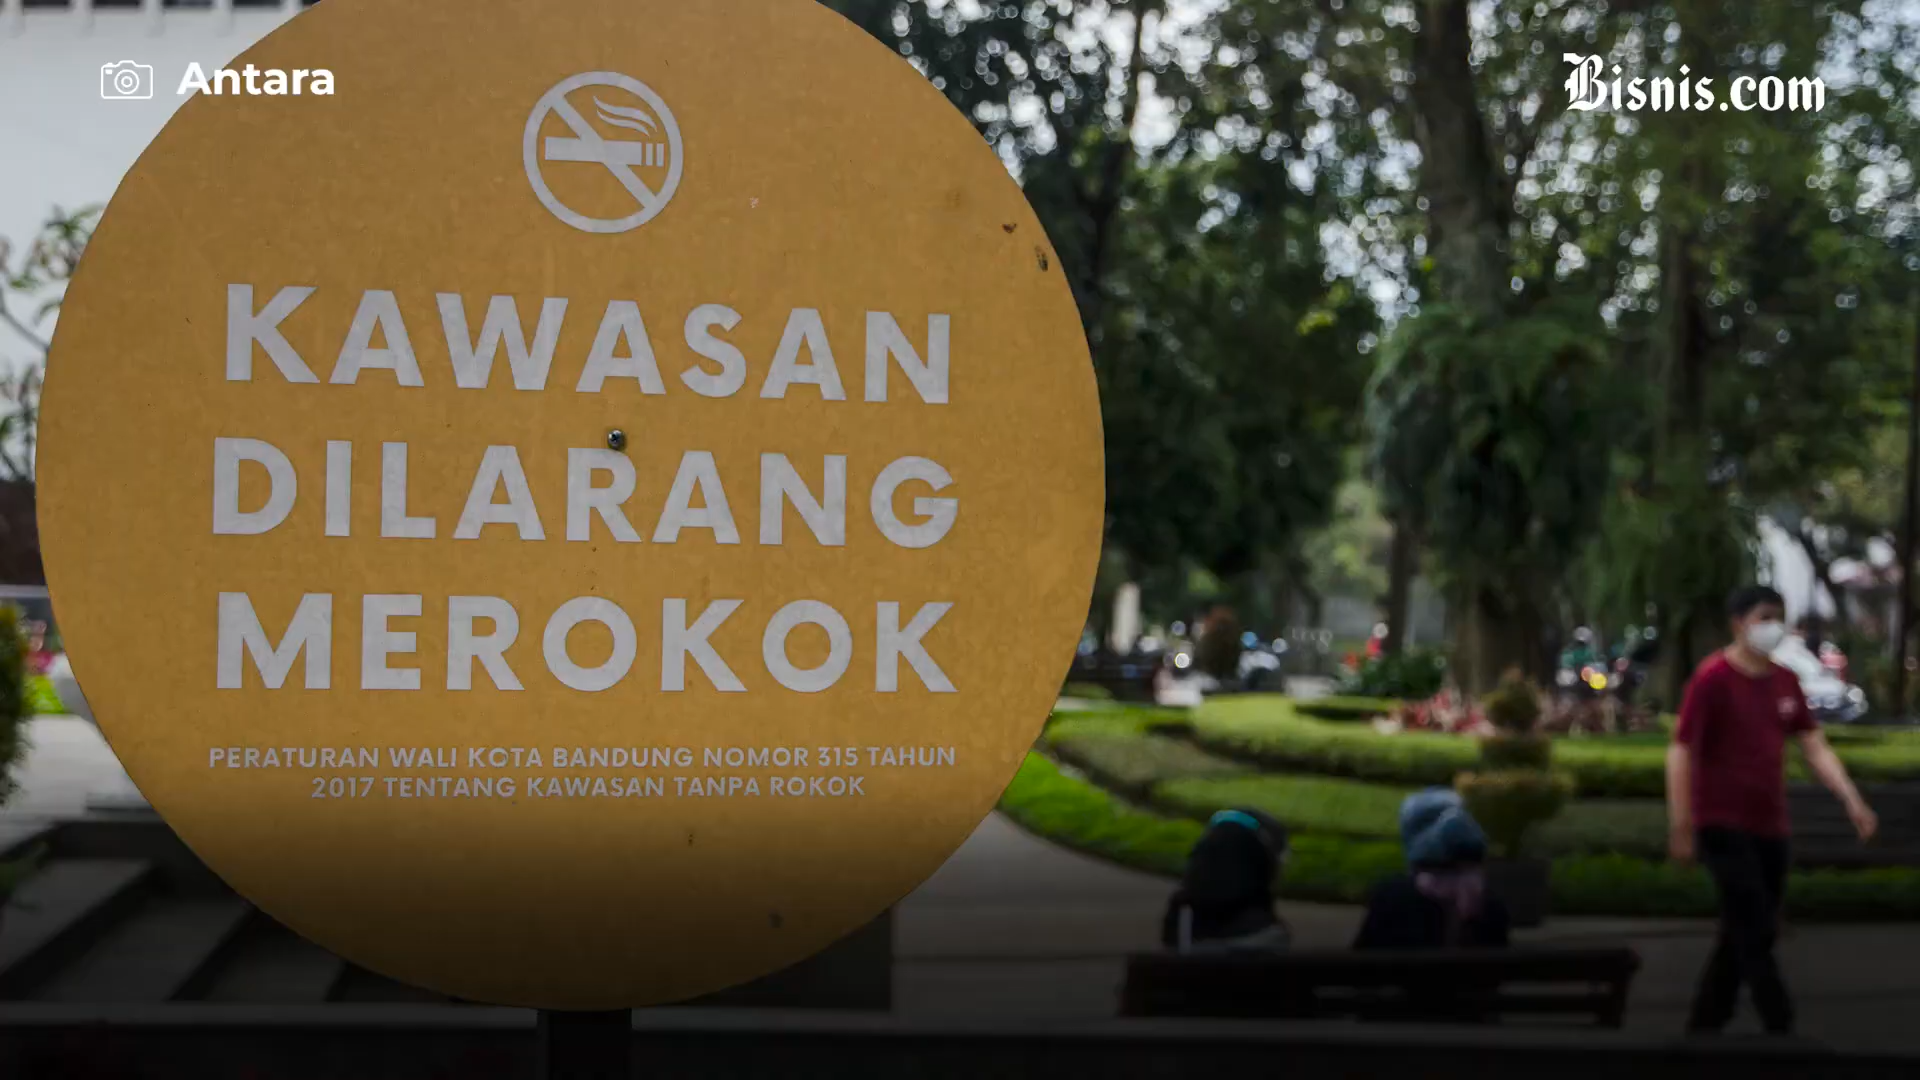 Antara
Bisnis.com
KAWASAN
DILARANG
MEROKOK
PERATURAN WALI KOTA BANDUNG NOMOR 315 TAHUN
2017 TENTANG KAWASAN TANPA ROKOK